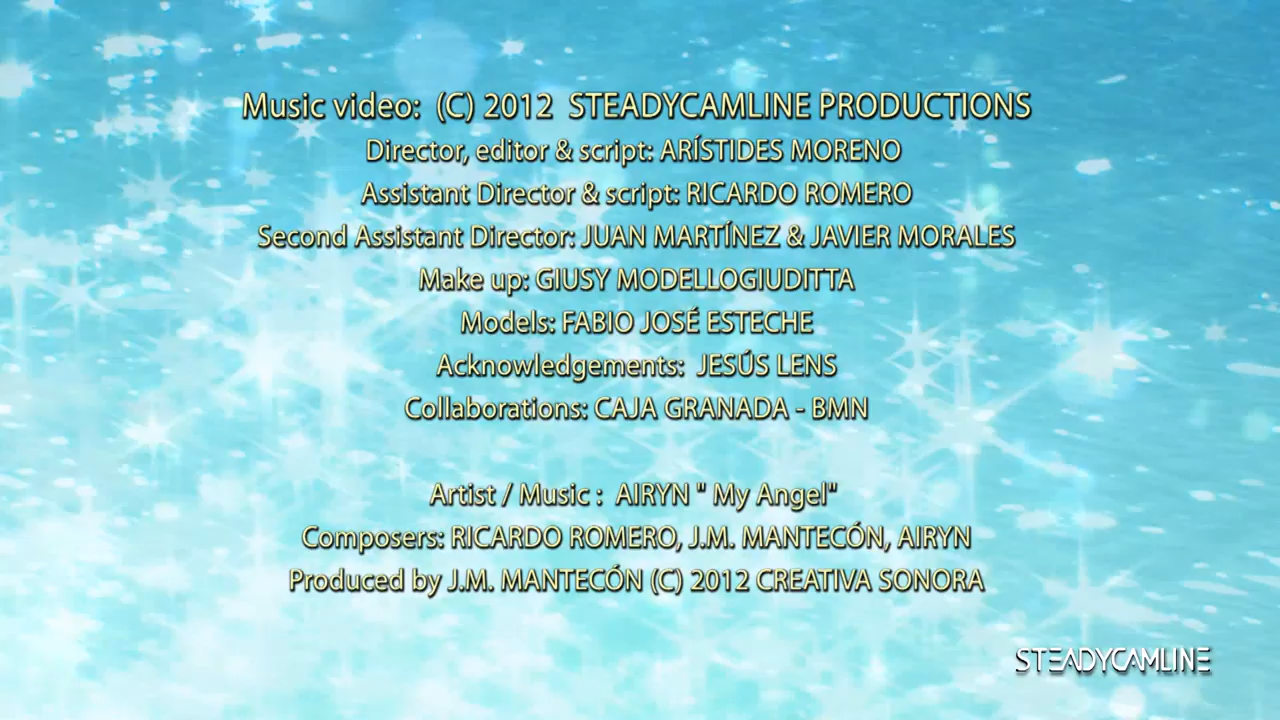 Music video: (C) 2012 STEADYCAMLINE PRODUCTIONS
Director, editor & script: ARÍSTIDES MORENO
Assistant Director & script: RICARDO ROMERO
Second Assistant Director: JUAN MARTÍNEZ & JAVIER MORALES
Make up: GIUSY MODELLOGIUDITTA
Models: FABIO JOSÉ ESTECHE
Acknowledgements: JESÚS LENS
Collaborations: CAJA GRANADA - BMN
Artist / Music : AIRYN " My Angel"
Composers: RICARDO ROMERO, J.M. MANTECÓN, AIRYN
Produced by J.M. MANTECÓN (C) 2012 CREATIVA SONORA
STEADYCAMLINE